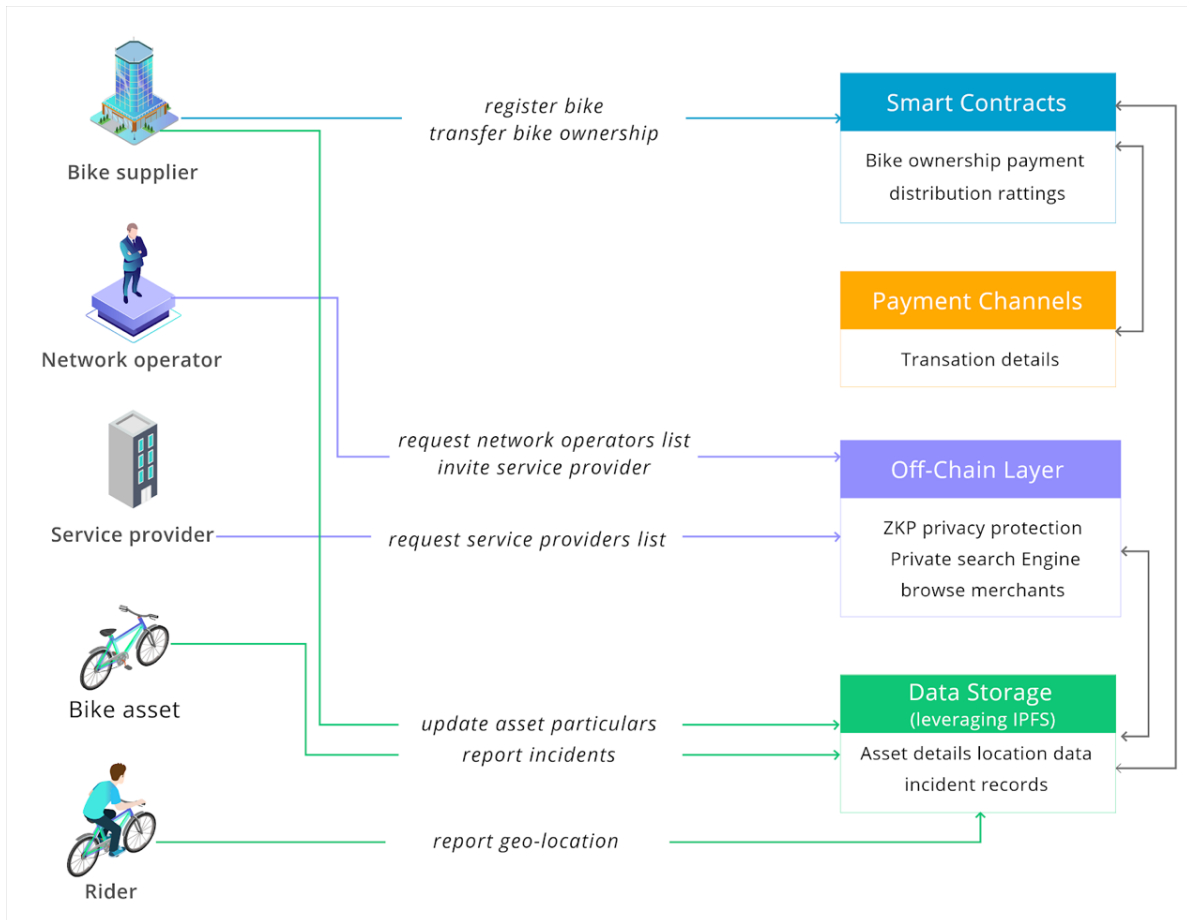 register bike
transfer bike ownership
Smart Contracts
Bike ownership payment
distribution rattings
Bike supplier
Payment Channels
Transation details
Network operator
request network operators list
invite service provider
Off-Chain Layer
ZKP privacy protection
Private search Engine
browse merchants
Service provider
request service providers list
Bike asset
update asset particulars
report incidents
Data Storage
(leveraging IPFS)
Asset details location data
incident records
report geo-location
Rider